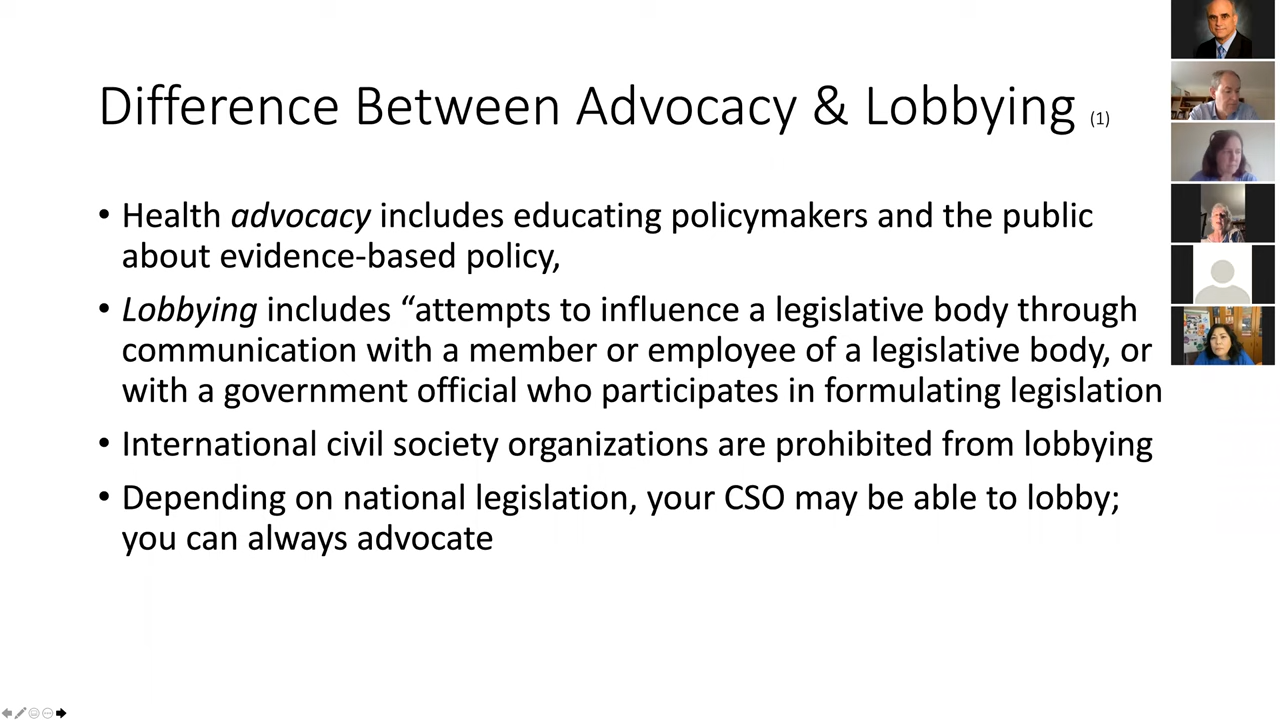 Difference Between Advocacy & Lobbying (1)
• Health advocacy includes educating policymakers and the public
about evidence-based policy,
• Lobbying includes “attempts to influence a legislative body through
communication with a member or employee of a legislative body, or
with a government official who participates in formulating legislation
• International civil society organizations are prohibited from lobbying
• Depending on national legislation, your CSO may be able to lobby;
you can always advocate